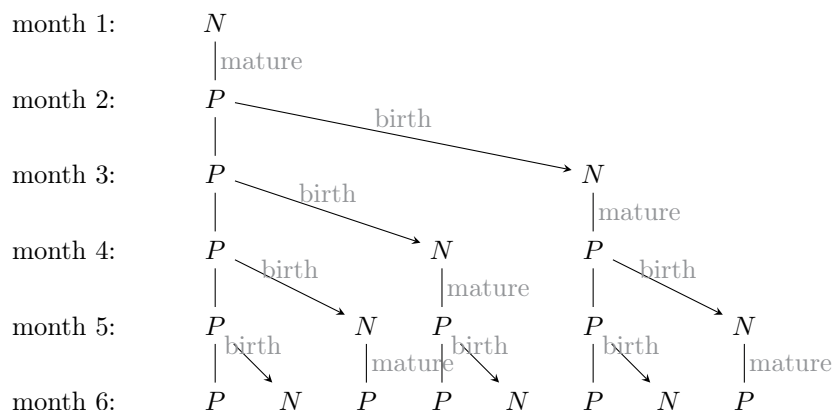 month 1: N
mature
month 2: P
birth
month 3: P N
birth mature
month 4: P N P
birth mature birth
month 5: P N P P N
birth mature birth birth mature
month 6: P N P P N P N P